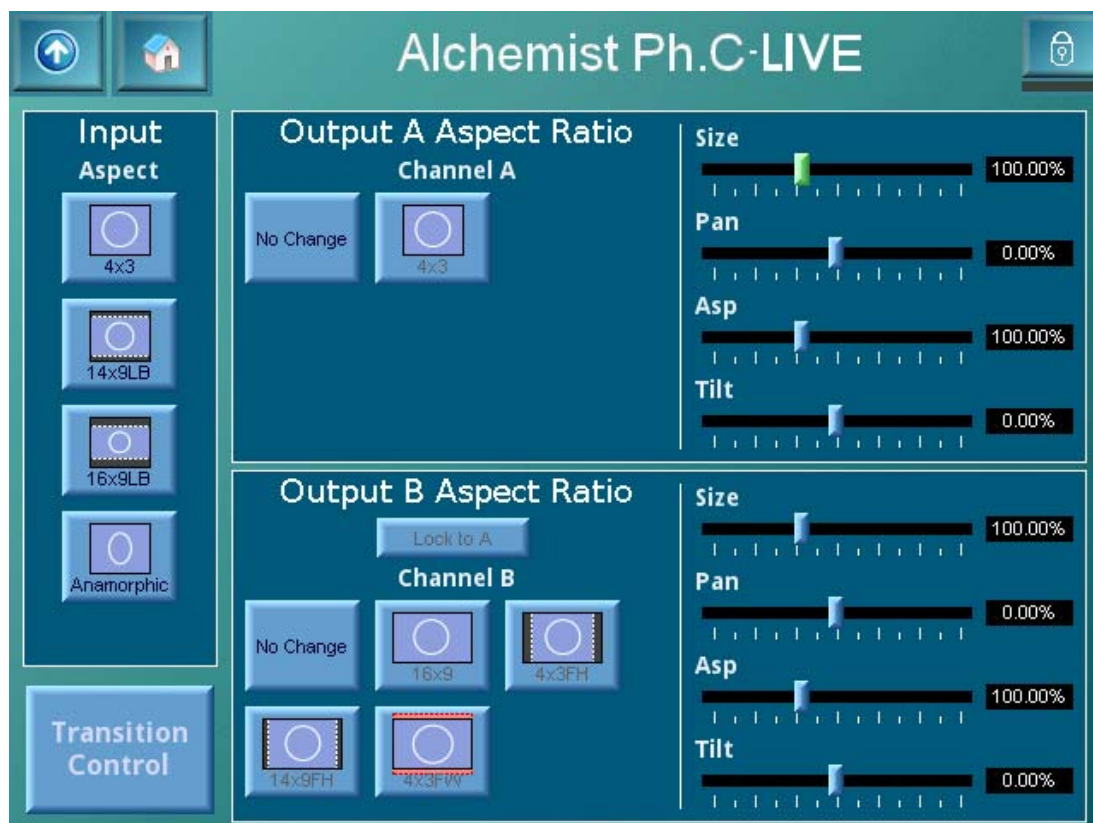 Alchemist Ph.C-LIVE
Input
Aspect
4x3
14x9LB
16x9LB
Anamorphic
Transition
Control
Output A Aspect Ratio
Channel A
No Change
4x3
Size
100.00%
Pan
0.00%
Asp
100.00%
Tilt
0.00%
Output B Aspect Ratio
Lock to A
Channel B
No Change
16x9
4x3FH
14x9FH
4x3FW
Size
100.00%
Pan
0.00%
Asp
100.00%
Tilt
0.00%